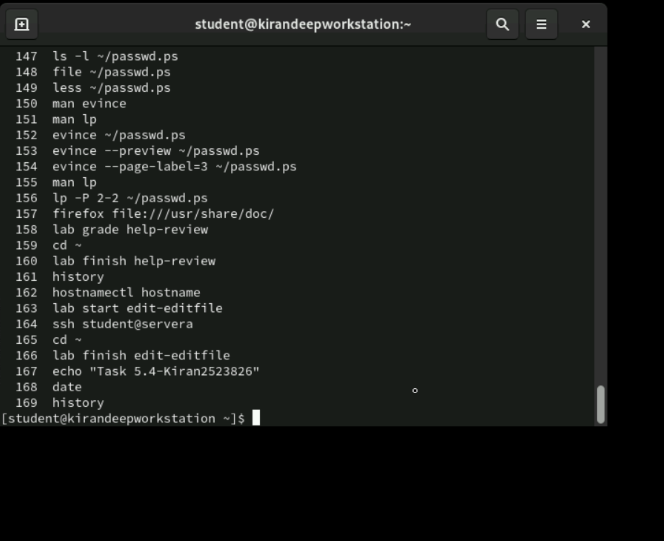 student@kirandeepworkstation:~
147 ls -l ~/passwd.ps
148 file ~/passwd.ps
149 less ~/passwd.ps
150 man evince
151 man lp
152 evince ~/passwd.ps
153 evince --preview ~/passwd.ps
154 evince --page-label=3 ~/passwd.ps
155 man lp
156 lp -P 2-2 ~/passwd.ps
157 firefox file:///usr/share/doc/
158 lab grade help-review
159 cd ~
160 lab finish help-review
161 history
162 hostnamectl hostname
163 lab start edit-editfile
164 ssh student@servera
165 cd ~
166 lab finish edit-editfile
167 echo "Task 5.4-Kiran2523826"
168 date
169 history
[student@kirandeepworkstation ~]$